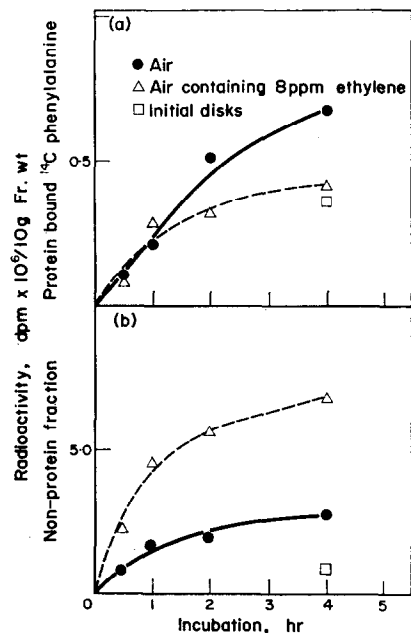 (a)
● Air
△ Air containing 8ppm ethylene
□ Initial disks
0.5
Radioactivity, dpm x 10⁶/10g Fr. wt
Protein bound ¹⁴C phenylalanine
(b)
5.0
Non-protein fraction
0 1 2 3 4 5
Incubation, hr